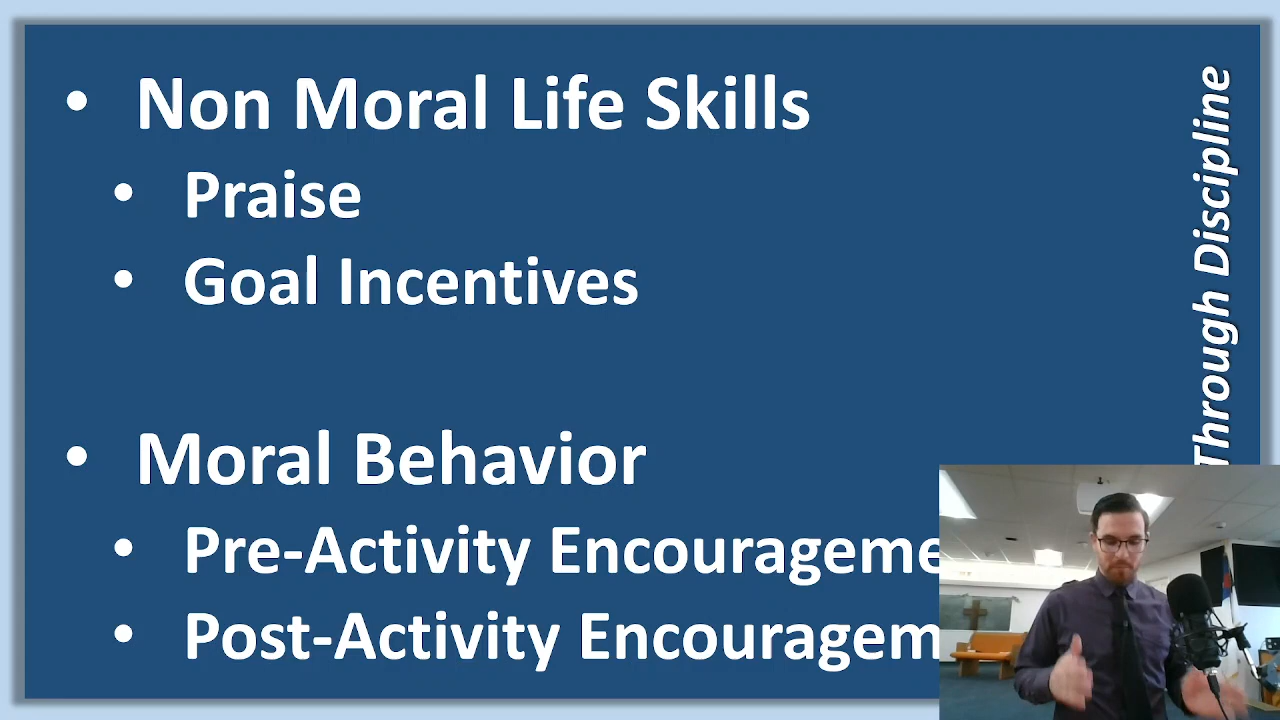 • Non Moral Life Skills
• Praise
• Goal Incentives
• Moral Behavior
• Pre-Activity Encourageme
• Post-Activity Encouragem
Through Discipline